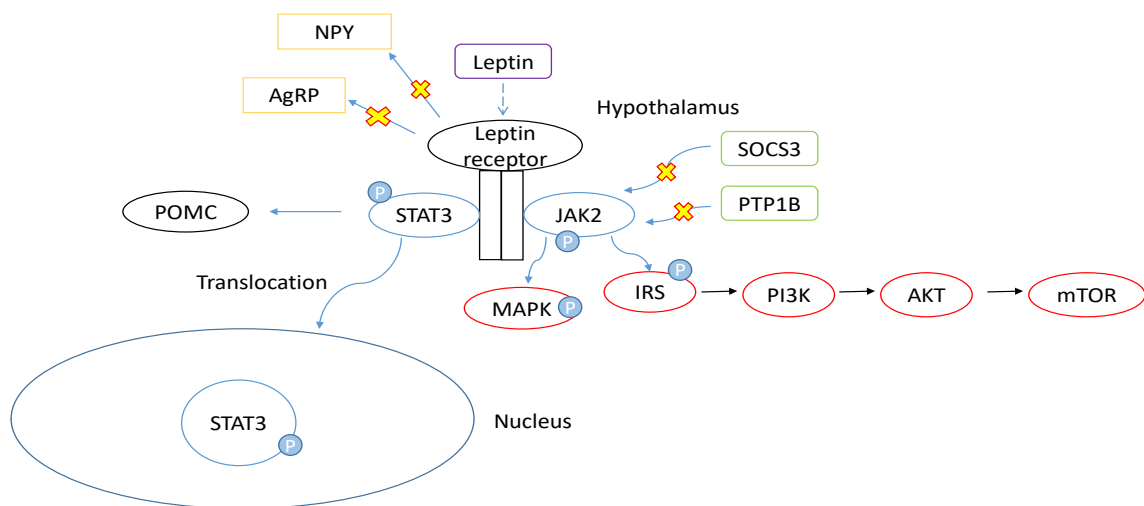 NPY
Leptin
AgRP
Hypothalamus
Leptin
receptor
SOCS3
P
STAT3
JAK2
PTP1B
POMC
P
P
Translocation
IRS
PI3K
AKT
mTOR
MAPK
P
STAT3
P
Nucleus